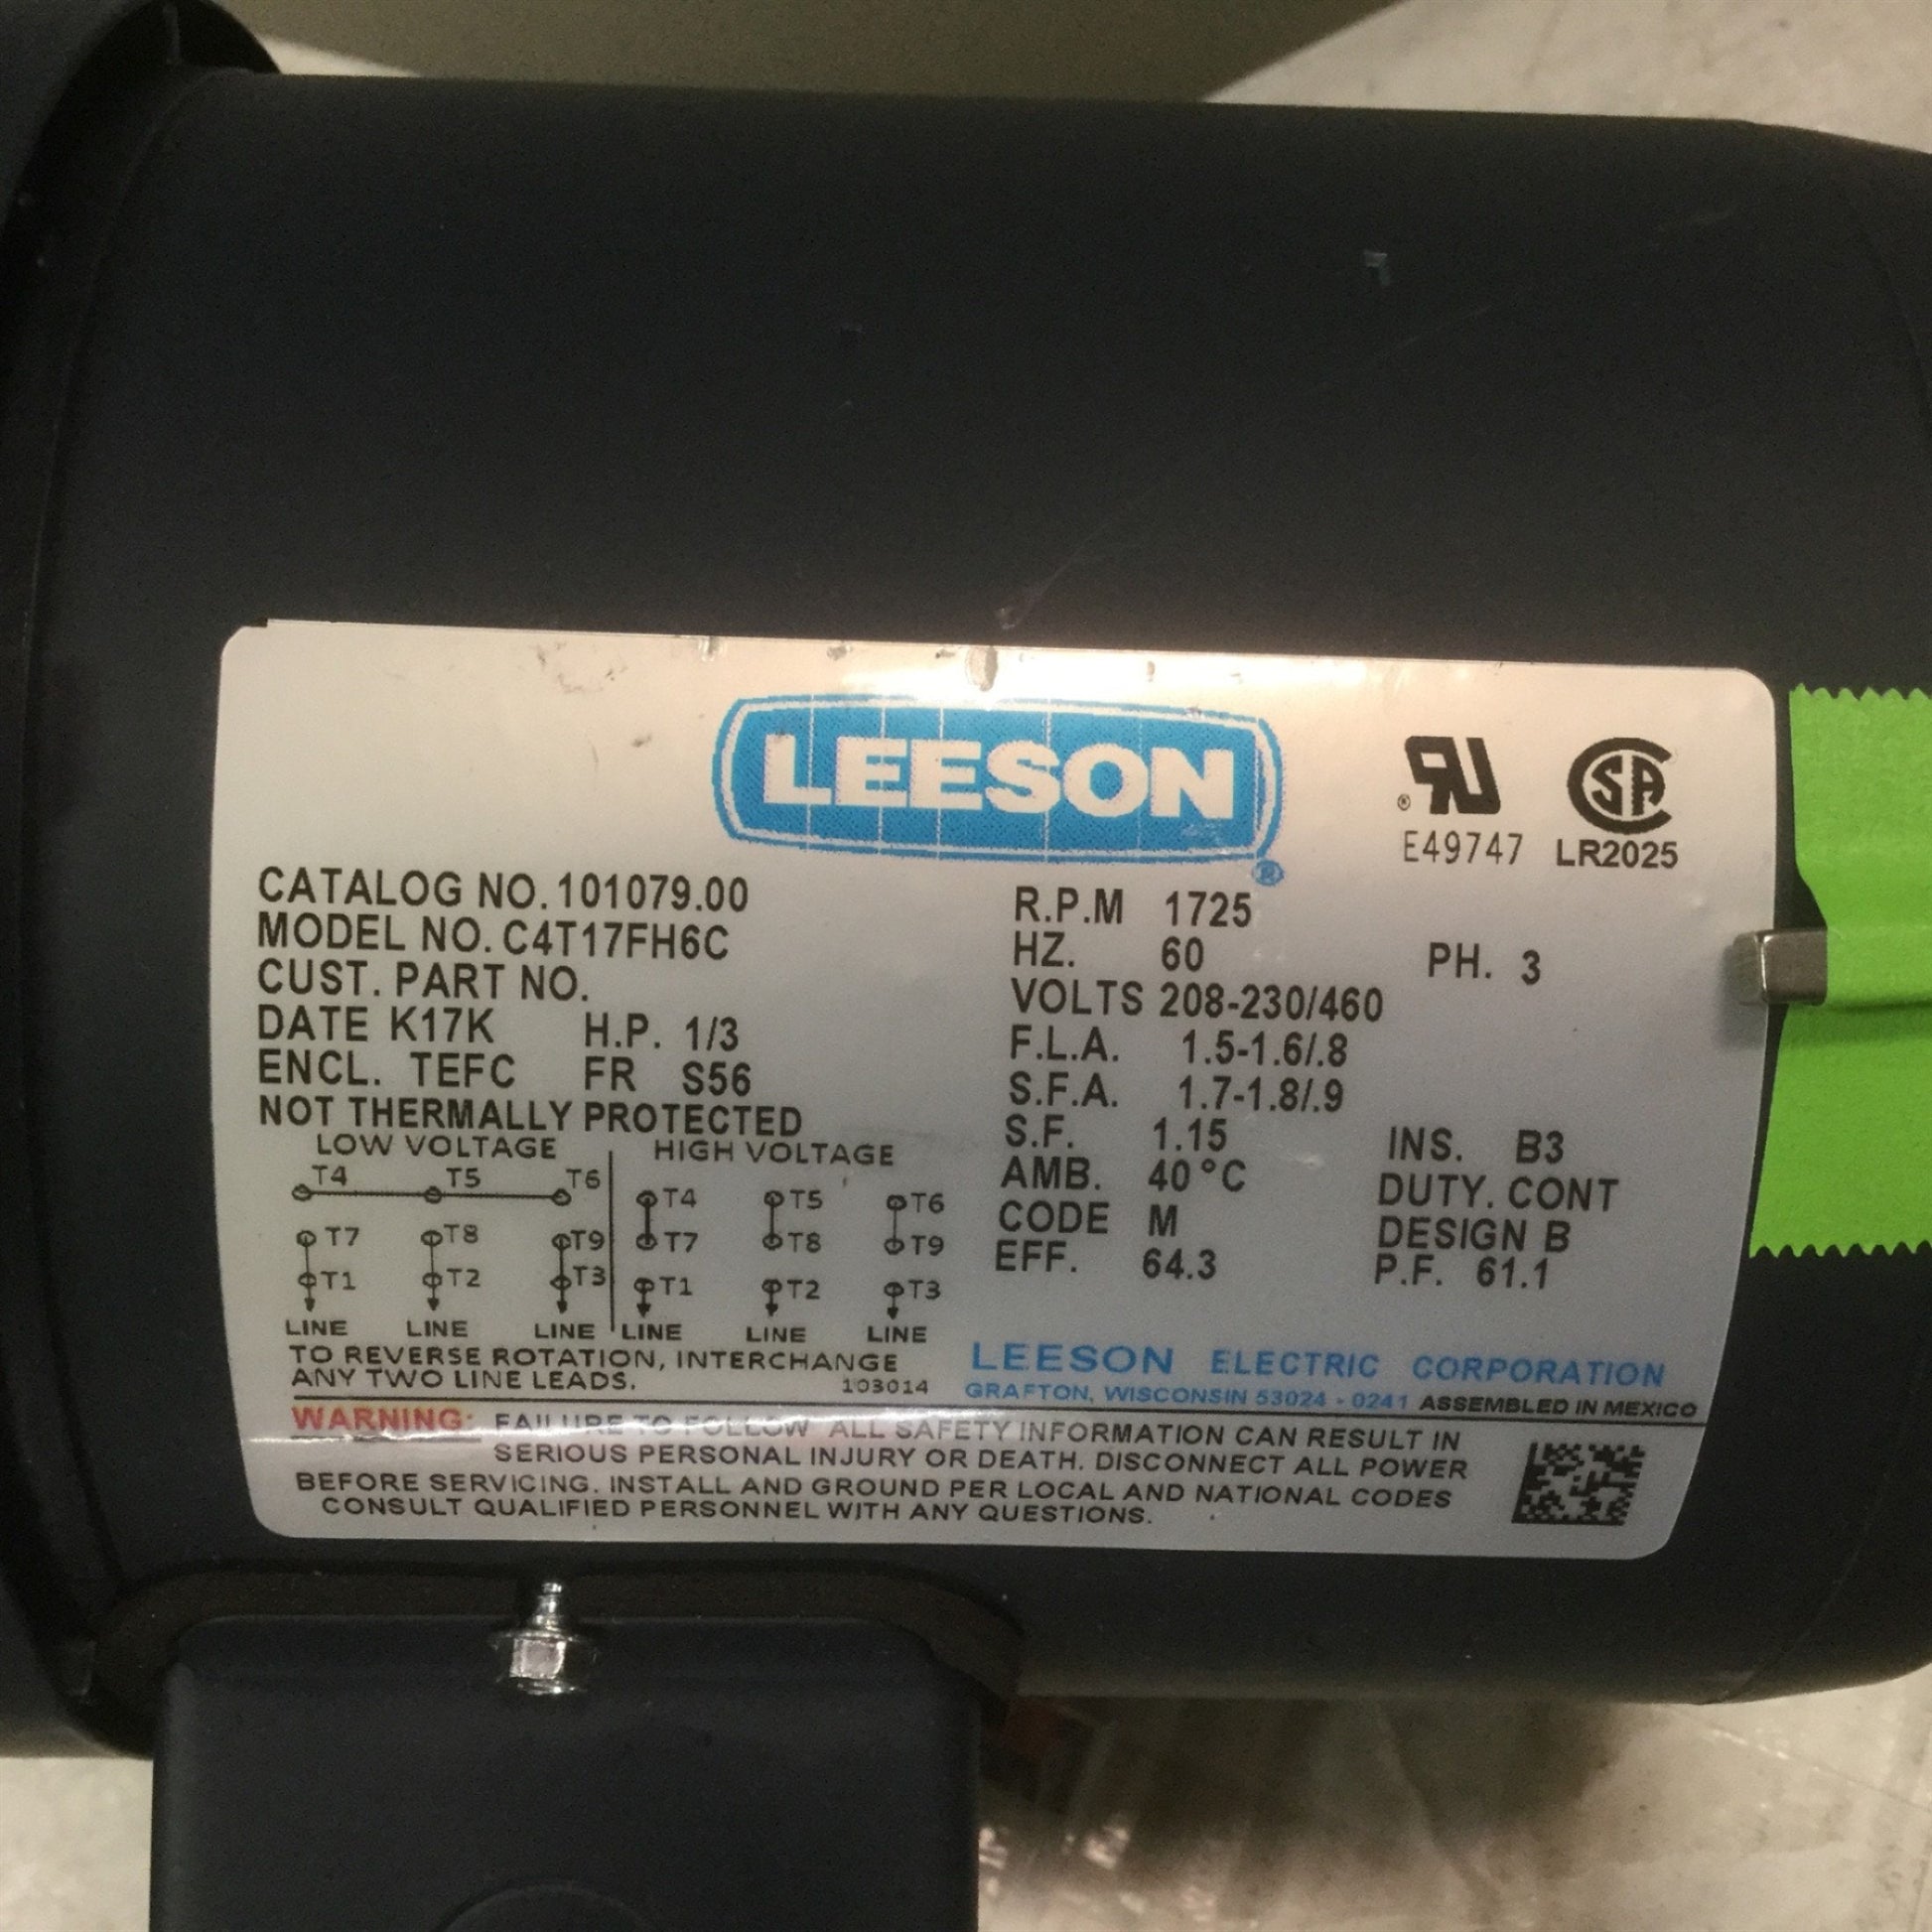 LEESON
®
® RU
E49747
SA
LR2025
CATALOG NO. 101079.00
MODEL NO. C4T17FH6C
CUST. PART NO.
DATE K17K H.P. 1/3
ENCL. TEFC FR S56
NOT THERMALLY PROTECTED
R.P.M 1725
HZ. 60 PH. 3
VOLTS 208-230/460
F.L.A. 1.5-1.6/.8
S.F.A. 1.7-1.8/.9
S.F. 1.15 INS. B3
AMB. 40°C DUTY. CONT
CODE M DESIGN B
EFF. 64.3 P.F. 61.1
LOW VOLTAGE HIGH VOLTAGE
T4 T5 T6 T4 T5 T6
T7 T8 T9 T7 T8 T9
T1 T2 T3 T1 T2 T3
LINE LINE LINE LINE LINE LINE
TO REVERSE ROTATION, INTERCHANGE
ANY TWO LINE LEADS. 103014
LEESON ELECTRIC CORPORATION
GRAFTON, WISCONSIN 53024-0241 ASSEMBLED IN MEXICO
WARNING: FAILURE TO FOLLOW ALL SAFETY INFORMATION CAN RESULT IN
SERIOUS PERSONAL INJURY OR DEATH. DISCONNECT ALL POWER
BEFORE SERVICING. INSTALL AND GROUND PER LOCAL AND NATIONAL CODES
CONSULT QUALIFIED PERSONNEL WITH ANY QUESTIONS.